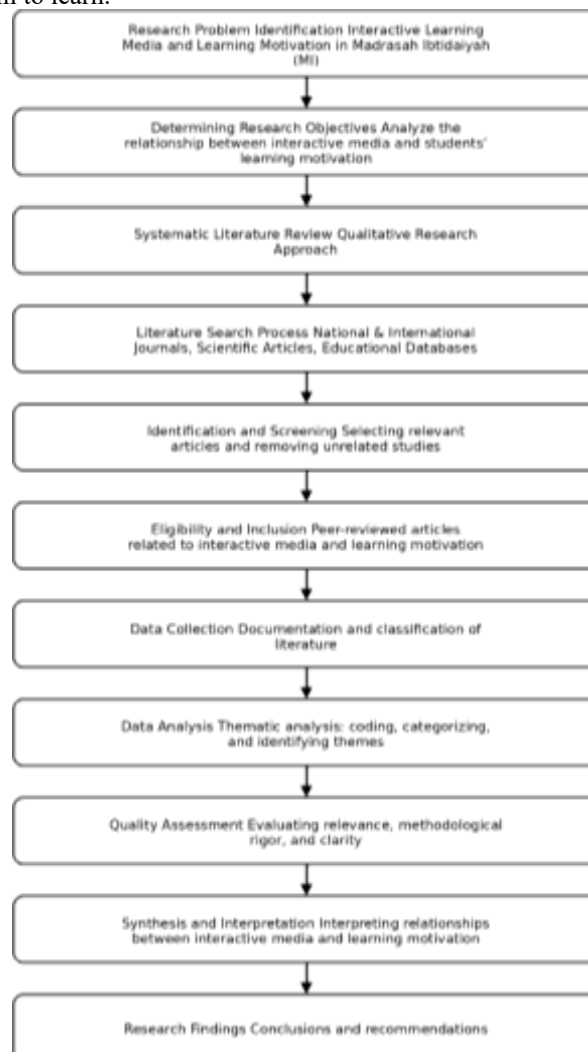 to learn.
Research Problem Identification Interactive Learning
Media and Learning Motivation in Madrasah Ibtidaiyah
(MI)
Determining Research Objectives Analyze the
relationship between interactive media and students'
learning motivation
Systematic Literature Review Qualitative Research
Approach
Literature Search Process National & International
Journals, Scientific Articles, Educational Databases
Identification and Screening Selecting relevant
articles and removing unrelated studies
Eligibility and Inclusion Peer-reviewed articles
related to interactive media and learning motivation
Data Collection Documentation and classification of
literature
Data Analysis Thematic analysis: coding, categorizing,
and identifying themes
Quality Assessment Evaluating relevance, methodological
rigor, and clarity
Synthesis and Interpretation Interpreting relationships
between interactive media and learning motivation
Research Findings Conclusions and recommendations